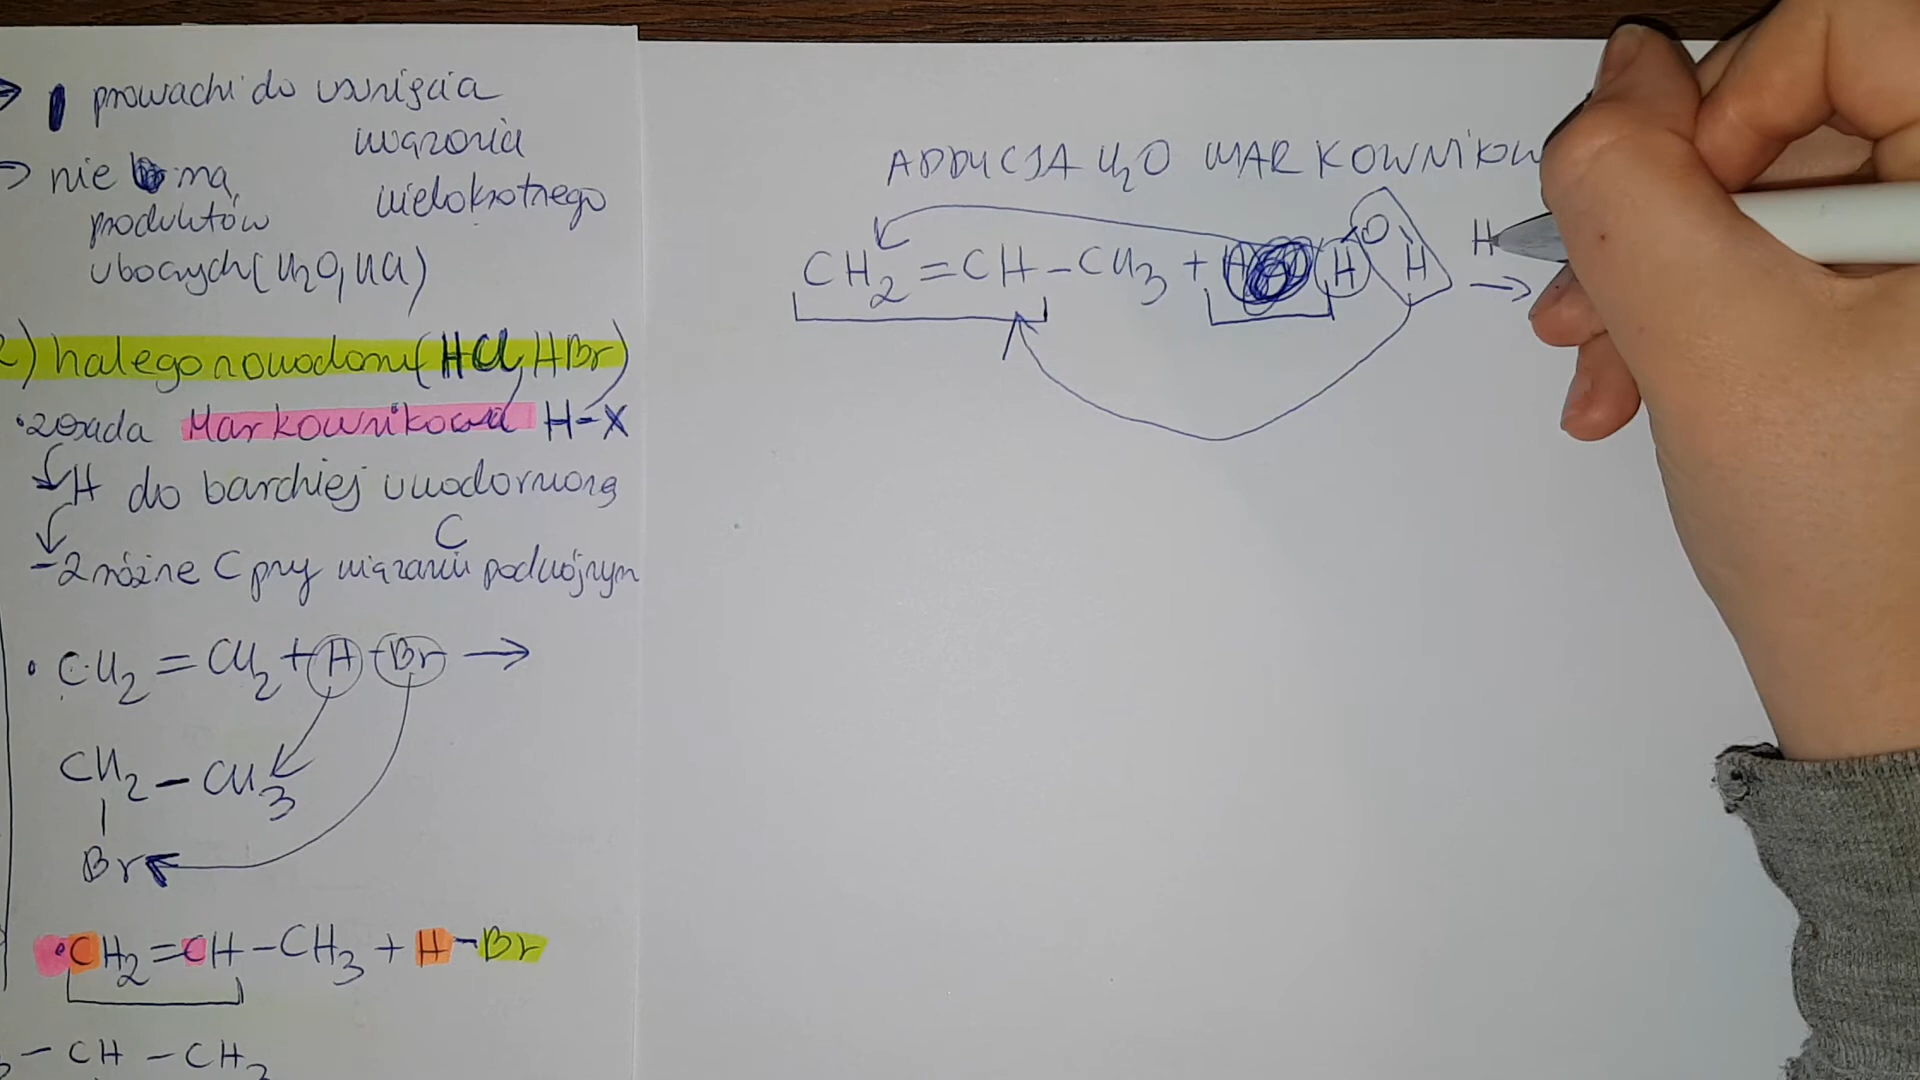 → prowadzi do usunięcia
wiązania
→ nie ma
wielokrotnego
produktów
ubocznych (H₂O, HCl)
2) halogenowodoru (HCl, HBr)
• zasada Markownikowa H-X
↳ H do bardziej uwodornioną
C
- 2 różne C przy wiązaniu podwójnym
• CH₂ = CH₂ + H - Br →
CH₂ - CH₃
|
Br
• CH₂ = CH - CH₃ + H - Br
- CH - CH₃
ADDYCJA H₂O MARKOWNIKOW
O
H
CH₂ = CH - CH₃ + H H →